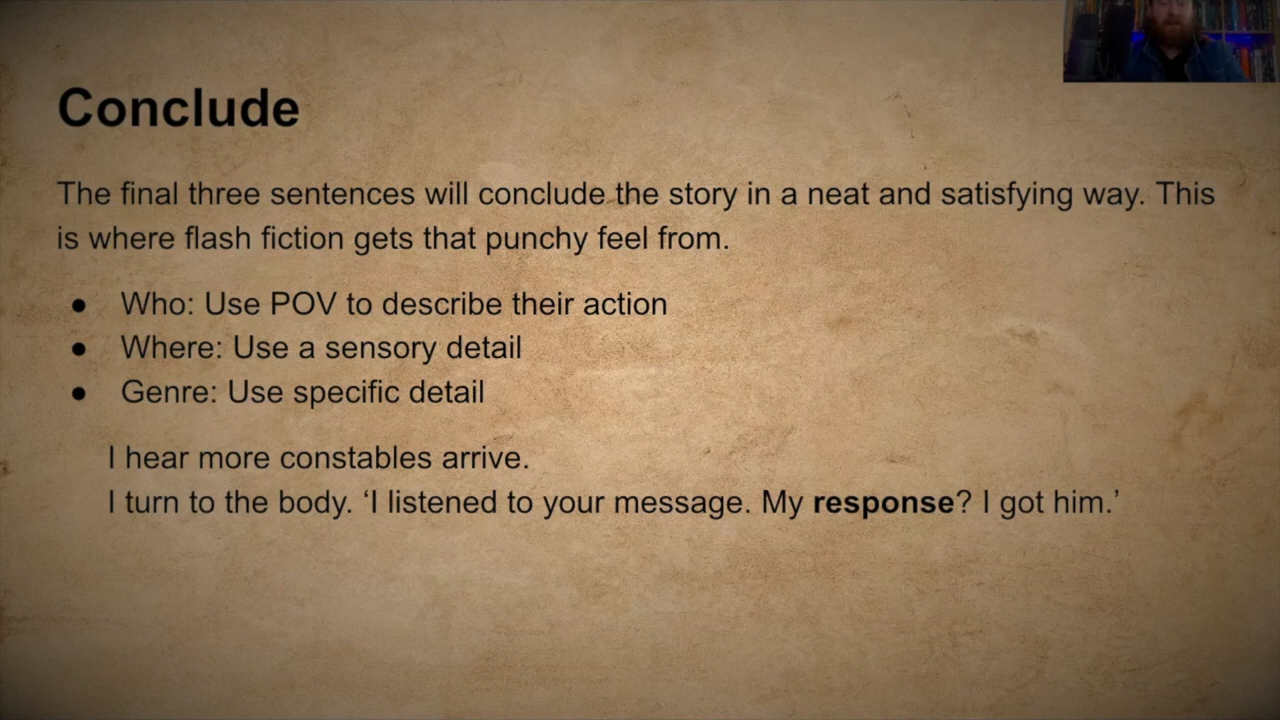 Conclude
The final three sentences will conclude the story in a neat and satisfying way. This
is where flash fiction gets that punchy feel from.
● Who: Use POV to describe their action
● Where: Use a sensory detail
● Genre: Use specific detail
I hear more constables arrive.
I turn to the body. ‘I listened to your message. My response? I got him.’